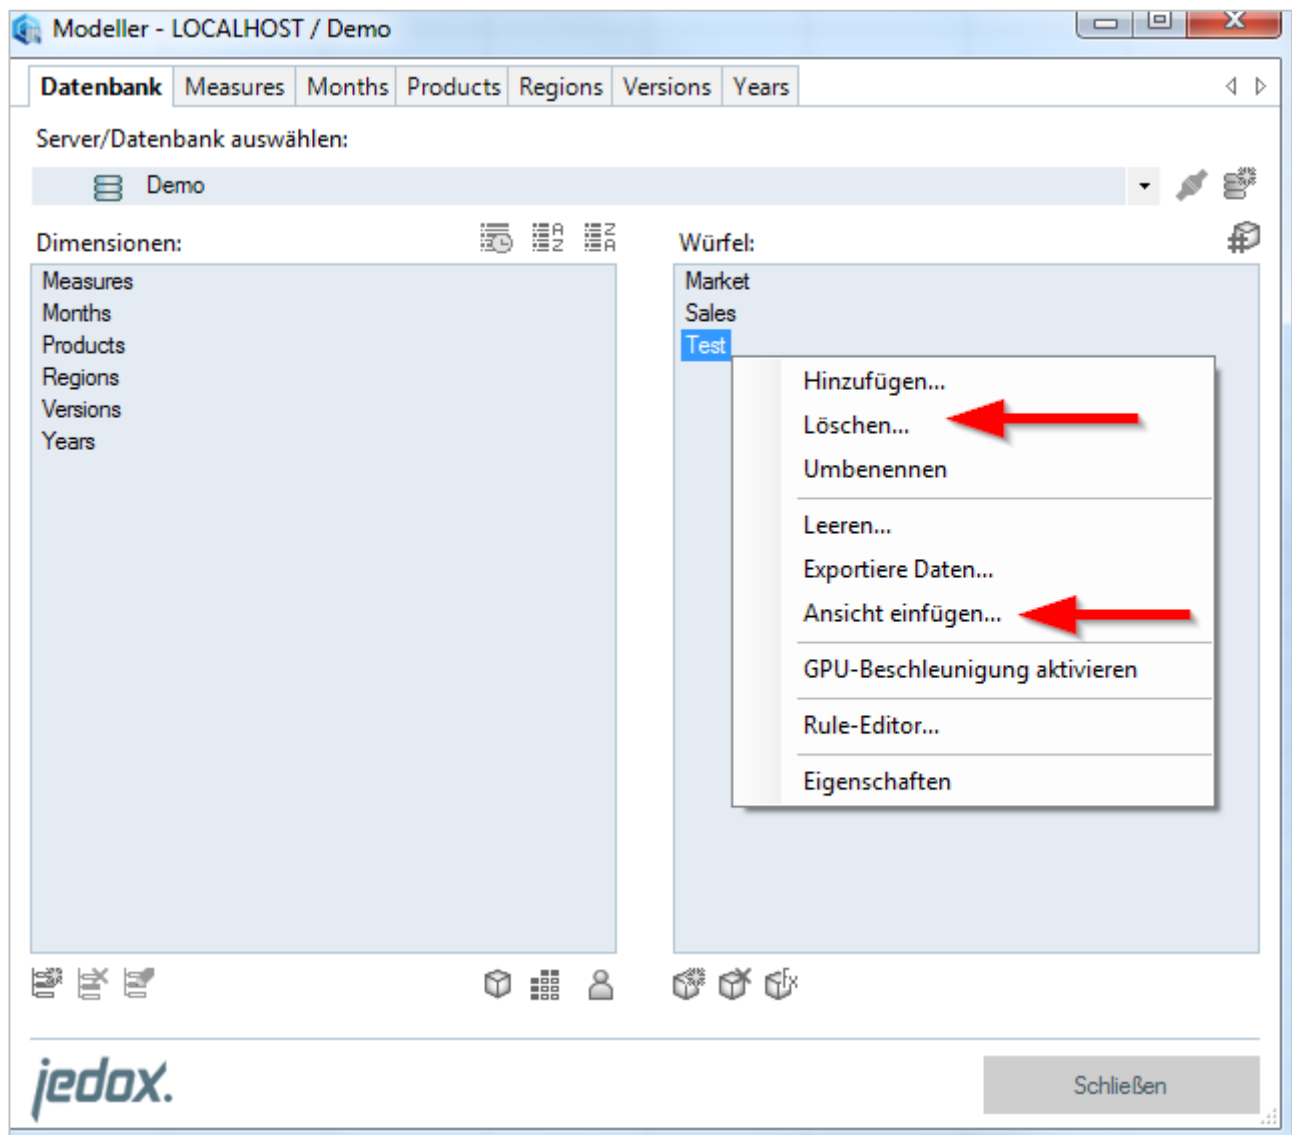 Modeller - LOCALHOST / Demo
Datenbank Measures Months Products Regions Versions Years
Server/Datenbank auswählen:
Demo
Dimensionen:
Measures
Months
Products
Regions
Versions
Years
Würfel:
Market
Sales
Test
Hinzufügen...
Löschen...
Umbenennen
Leeren...
Exportiere Daten...
Ansicht einfügen...
GPU-Beschleunigung aktivieren
Rule-Editor...
Eigenschaften
jedox.
Schließen